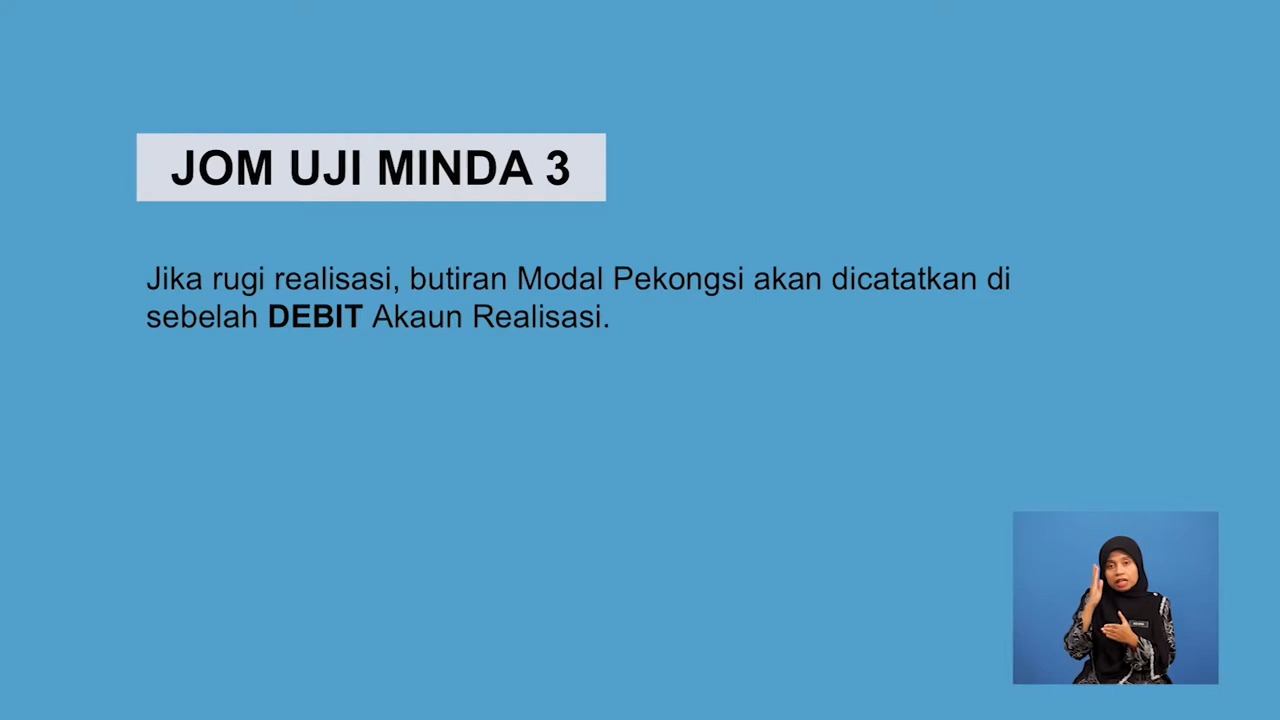 JOM UJI MINDA 3
Jika rugi realisasi, butiran Modal Pekongsi akan dicatatkan di
sebelah DEBIT Akaun Realisasi.